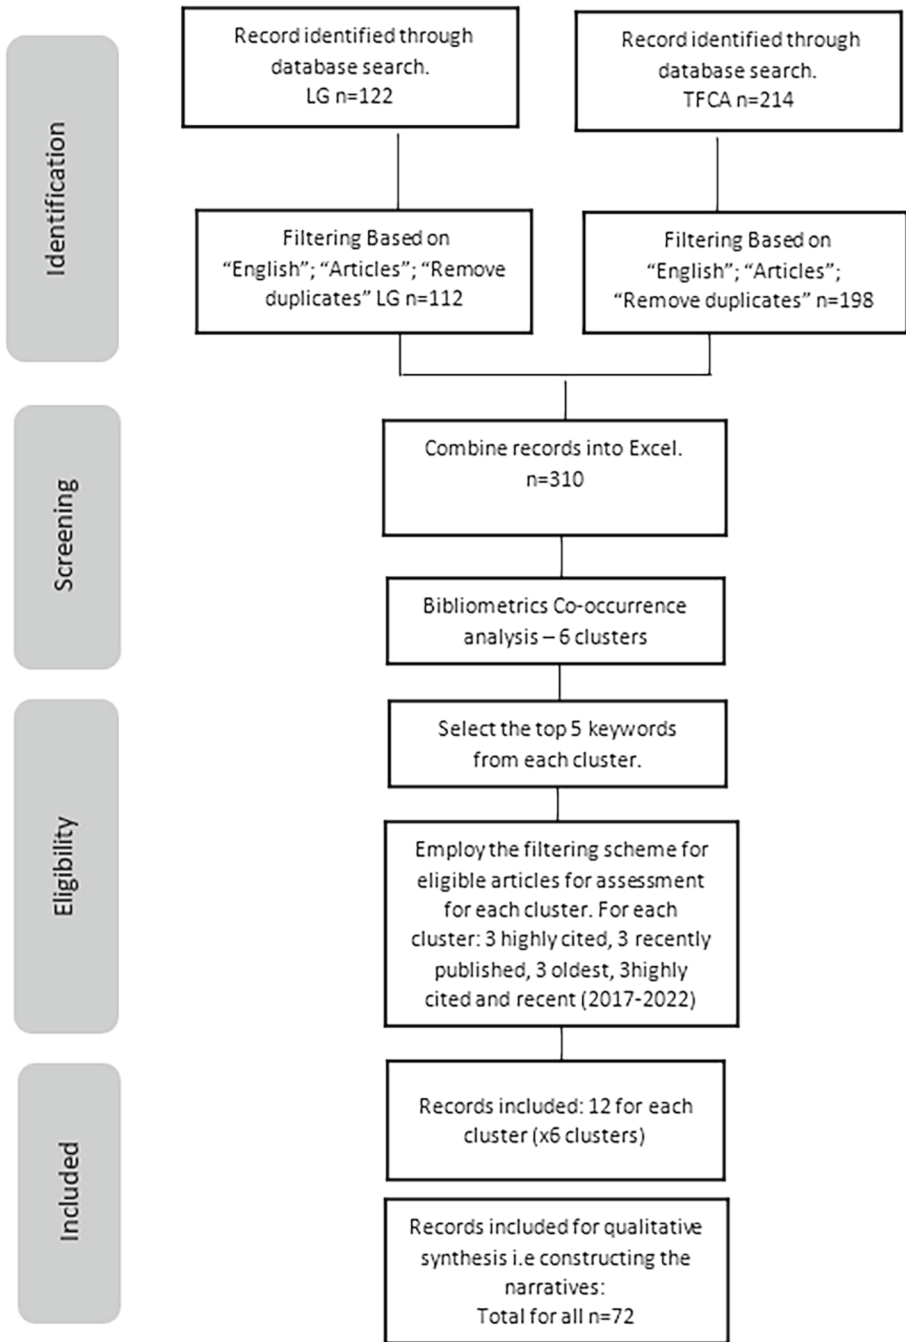 Identification
Record identified through
database search.
LG n=122
Record identified through
database search.
TFCA n=214
Filtering Based on
“English”; “Articles”; “Remove
duplicates” LG n=112
Filtering Based on
“English”; “Articles”;
“Remove duplicates” n=198
Screening
Combine records into Excel.
n=310
Bibliometrics Co-occurrence
analysis – 6 clusters
Eligibility
Select the top 5 keywords
from each cluster.
Employ the filtering scheme for
eligible articles for assessment
for each cluster. For each
cluster: 3 highly cited, 3 recently
published, 3 oldest, 3highly
cited and recent (2017-2022)
Included
Records included: 12 for each
cluster (x6 clusters)
Records included for qualitative
synthesis i.e constructing the
narratives:
Total for all n=72